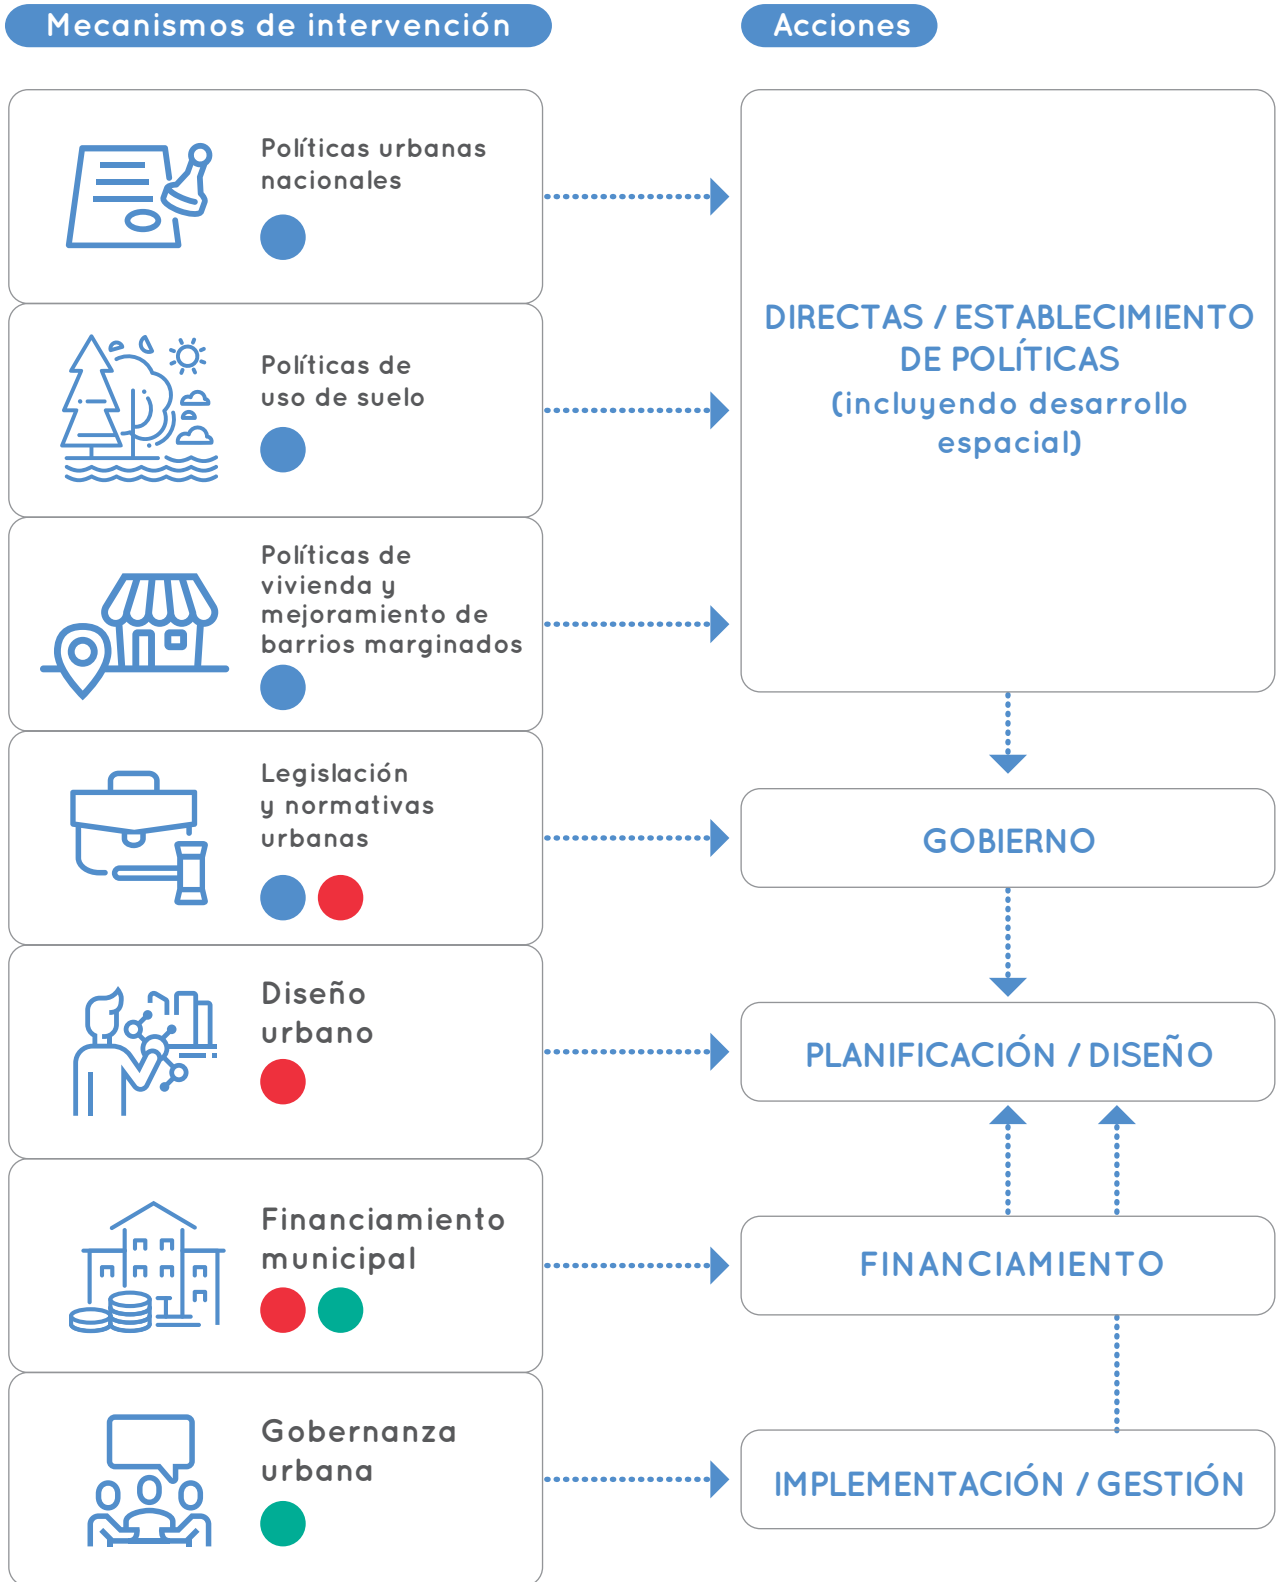 Mecanismos de intervención
Acciones
Políticas urbanas
nacionales
Políticas de
uso de suelo
Políticas de
vivienda y
mejoramiento de
barrios marginados
Legislación
y normativas
urbanas
Diseño
urbano
Financiamiento
municipal
Gobernanza
urbana
DIRECTAS / ESTABLECIMIENTO
DE POLÍTICAS
(incluyendo desarrollo
espacial)
GOBIERNO
PLANIFICACIÓN / DISEÑO
FINANCIAMIENTO
IMPLEMENTACIÓN / GESTIÓN